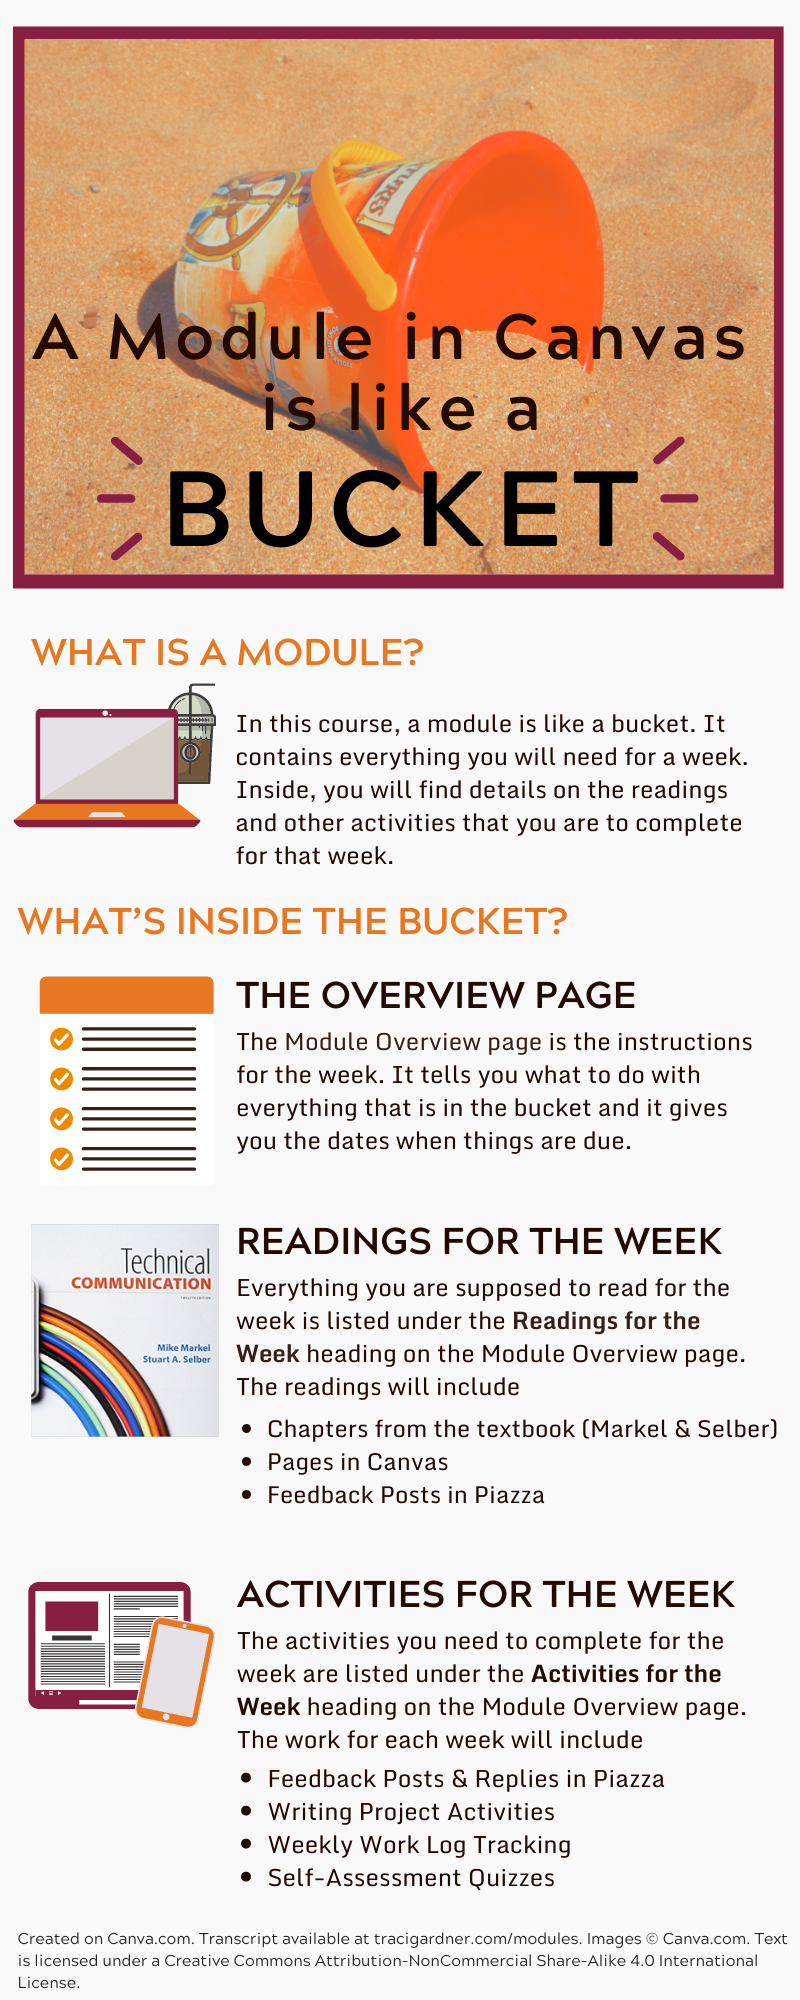 A Module in Canvas
is like a
BUCKET
WHAT IS A MODULE?
In this course, a module is like a bucket. It
contains everything you will need for a week.
Inside, you will find details on the readings
and other activities that you are to complete
for that week.
WHAT'S INSIDE THE BUCKET?
THE OVERVIEW PAGE
The Module Overview page is the instructions
for the week. It tells you what to do with
everything that is in the bucket and it gives
you the dates when things are due.
Technical
COMMUNICATION
TWELFTH EDITION
Mike Markel
Stuart A. Selber
READINGS FOR THE WEEK
Everything you are supposed to read for the
week is listed under the Readings for the
Week heading on the Module Overview page.
The readings will include
• Chapters from the textbook (Markel & Selber)
• Pages in Canvas
• Feedback Posts in Piazza
ACTIVITIES FOR THE WEEK
The activities you need to complete for the
week are listed under the Activities for the
Week heading on the Module Overview page.
The work for each week will include
• Feedback Posts & Replies in Piazza
• Writing Project Activities
• Weekly Work Log Tracking
• Self-Assessment Quizzes
Created on Canva.com. Transcript available at tracigardner.com/modules. Images © Canva.com. Text
is licensed under a Creative Commons Attribution-NonCommercial Share-Alike 4.0 International
License.